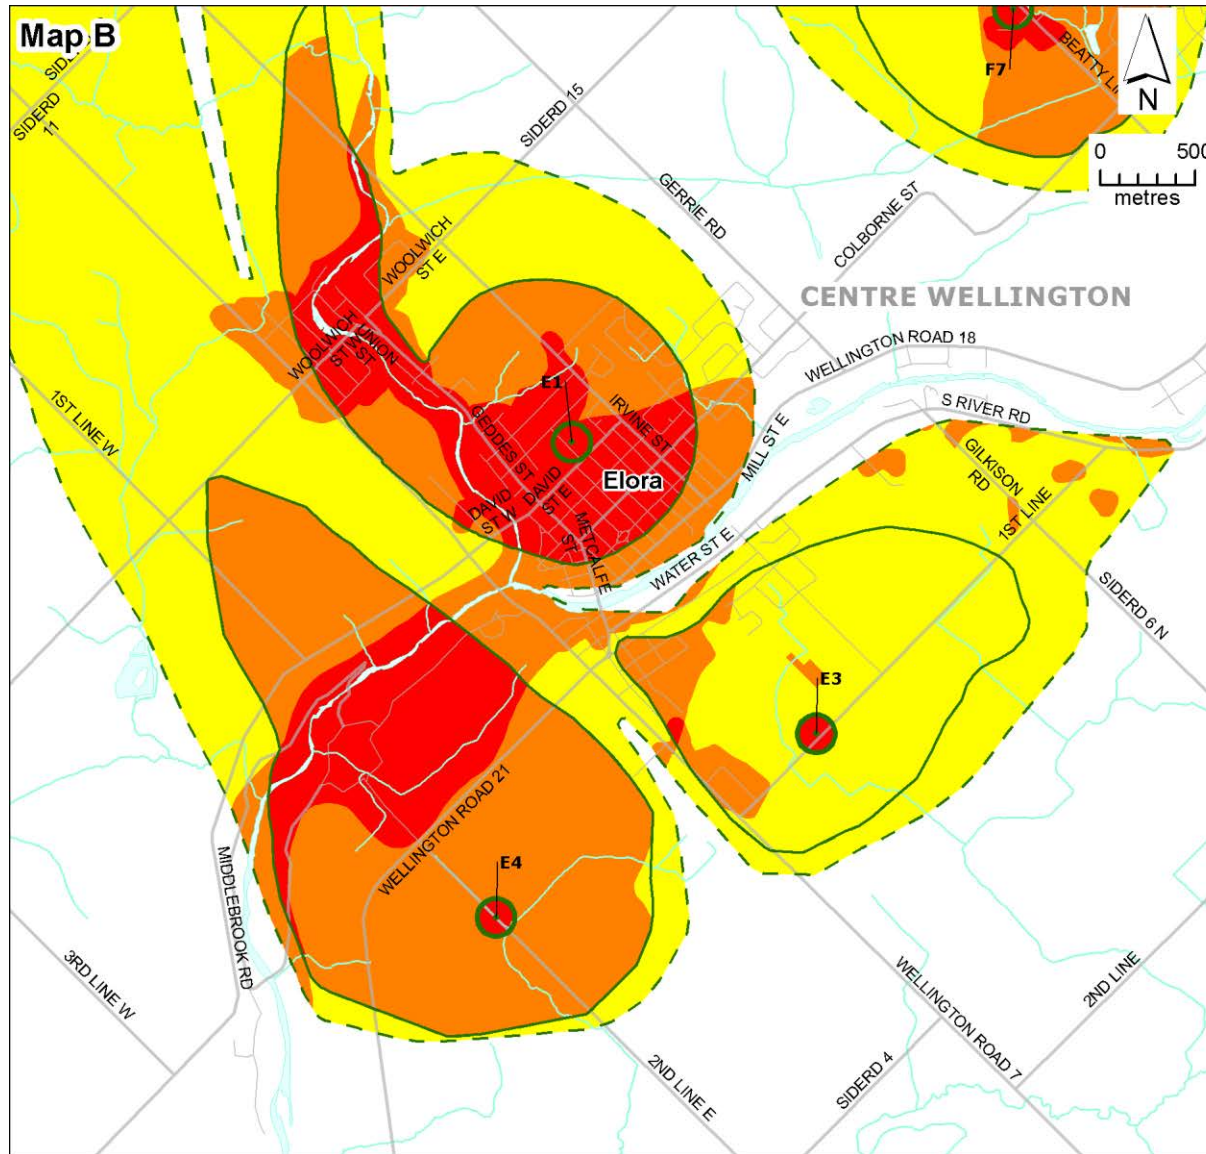 Map B
SIDERD
SIDERD
11
SIDERD 15
GERRIE RD
COLBORNE ST
F7
BEATTY LI
N
0 500
metres
CENTRE WELLINGTON
WELLINGTON ROAD 18
S RIVER RD
WOOLWICH
ST E
WOOLWICH
ST W
UNION
ST
1ST LINE W
E1
IRVINE ST
GEDDES ST
Elora
DAVID
ST W
DAVID
ST E
METCALFE
ST
MILL ST E
WATER ST E
GILKISON
RD
1ST LINE
SIDERD 6 N
E3
WELLINGTON ROAD 21
E4
MIDDLEBROOK RD
3RD LINE W
2ND LINE E
WELLINGTON ROAD 7
2ND LINE
SIDERD 4